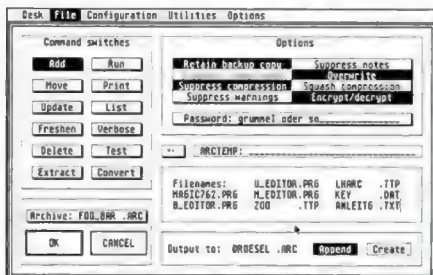 Desk File Configuration Utilities Options
Command switches
Add Run
Move Print
Update List
Freshen Verbose
Delete Test
Extract Convert
Archive: FOO_BAR .ARC
OK CANCEL
Options
Retain backup copy Suppress notes
Overwrite
Suppress compression Squash compression
Suppress warnings Encrypt/decrypt
Password: grummel oder so
ARCTEMP:
Filenames: U_EDITOR.PRG LHARC .TTP
MAGIC762.PRG M_EDITOR.PRG KEY .DAT
B_EDITOR.PRG ZOO .TTP ANLEITG .TXT
Output to: DROESEL .ARC Append Create